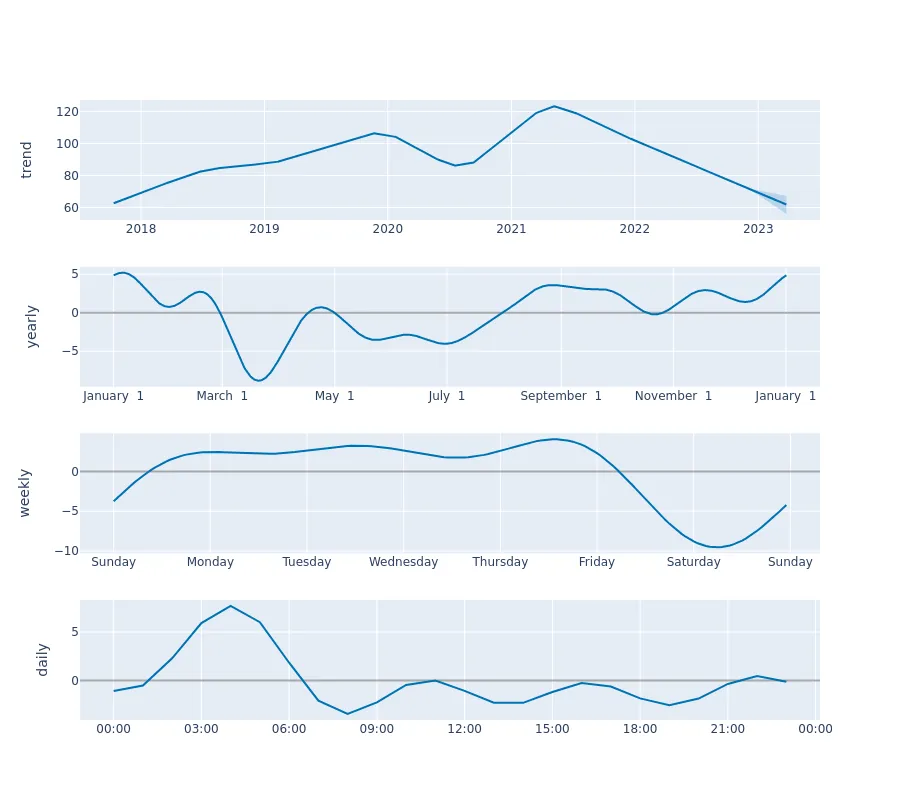 trend
120
100
80
60
2018 2019 2020 2021 2022 2023
yearly
5
0
−5
January 1 March 1 May 1 July 1 September 1 November 1 January 1
weekly
0
−5
−10
Sunday Monday Tuesday Wednesday Thursday Friday Saturday Sunday
daily
5
0
00:00 03:00 06:00 09:00 12:00 15:00 18:00 21:00 00:00